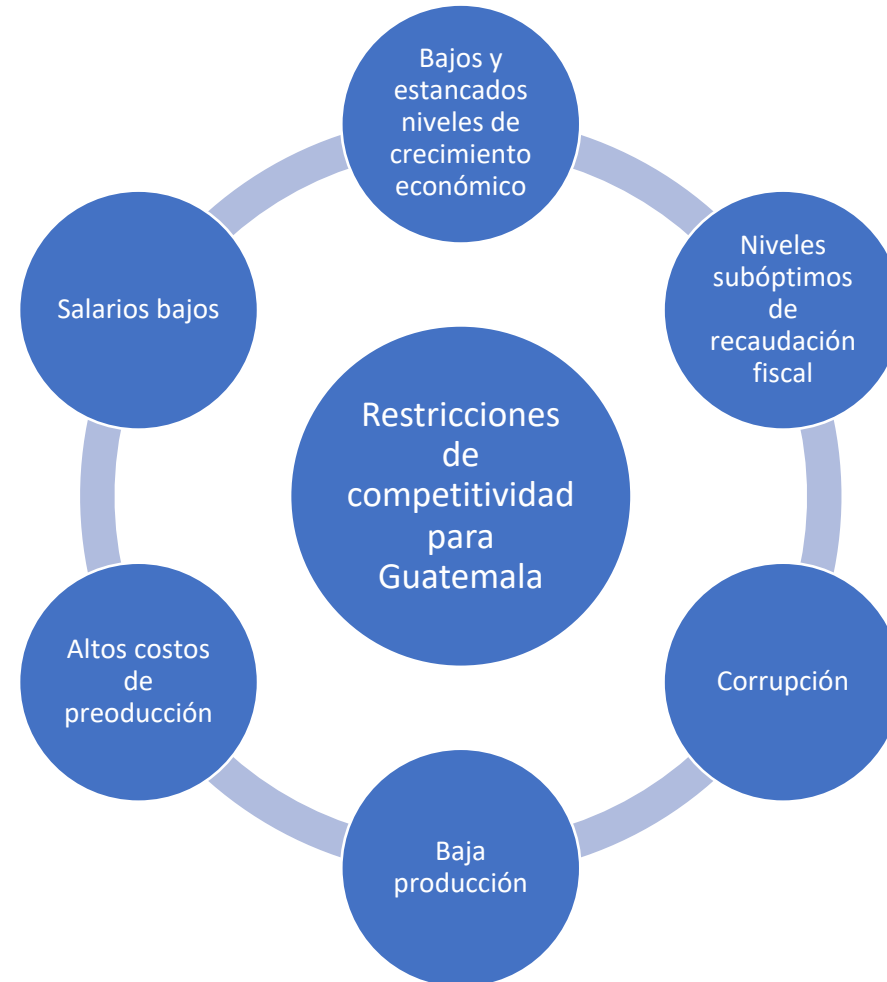 Bajos y
estancados
niveles de
crecimiento
económico
Niveles
subóptimos
de
recaudación
fiscal
Corrupción
Baja
producción
Altos costos
de
preoducción
Salarios bajos
Restricciones
de
competitividad
para
Guatemala